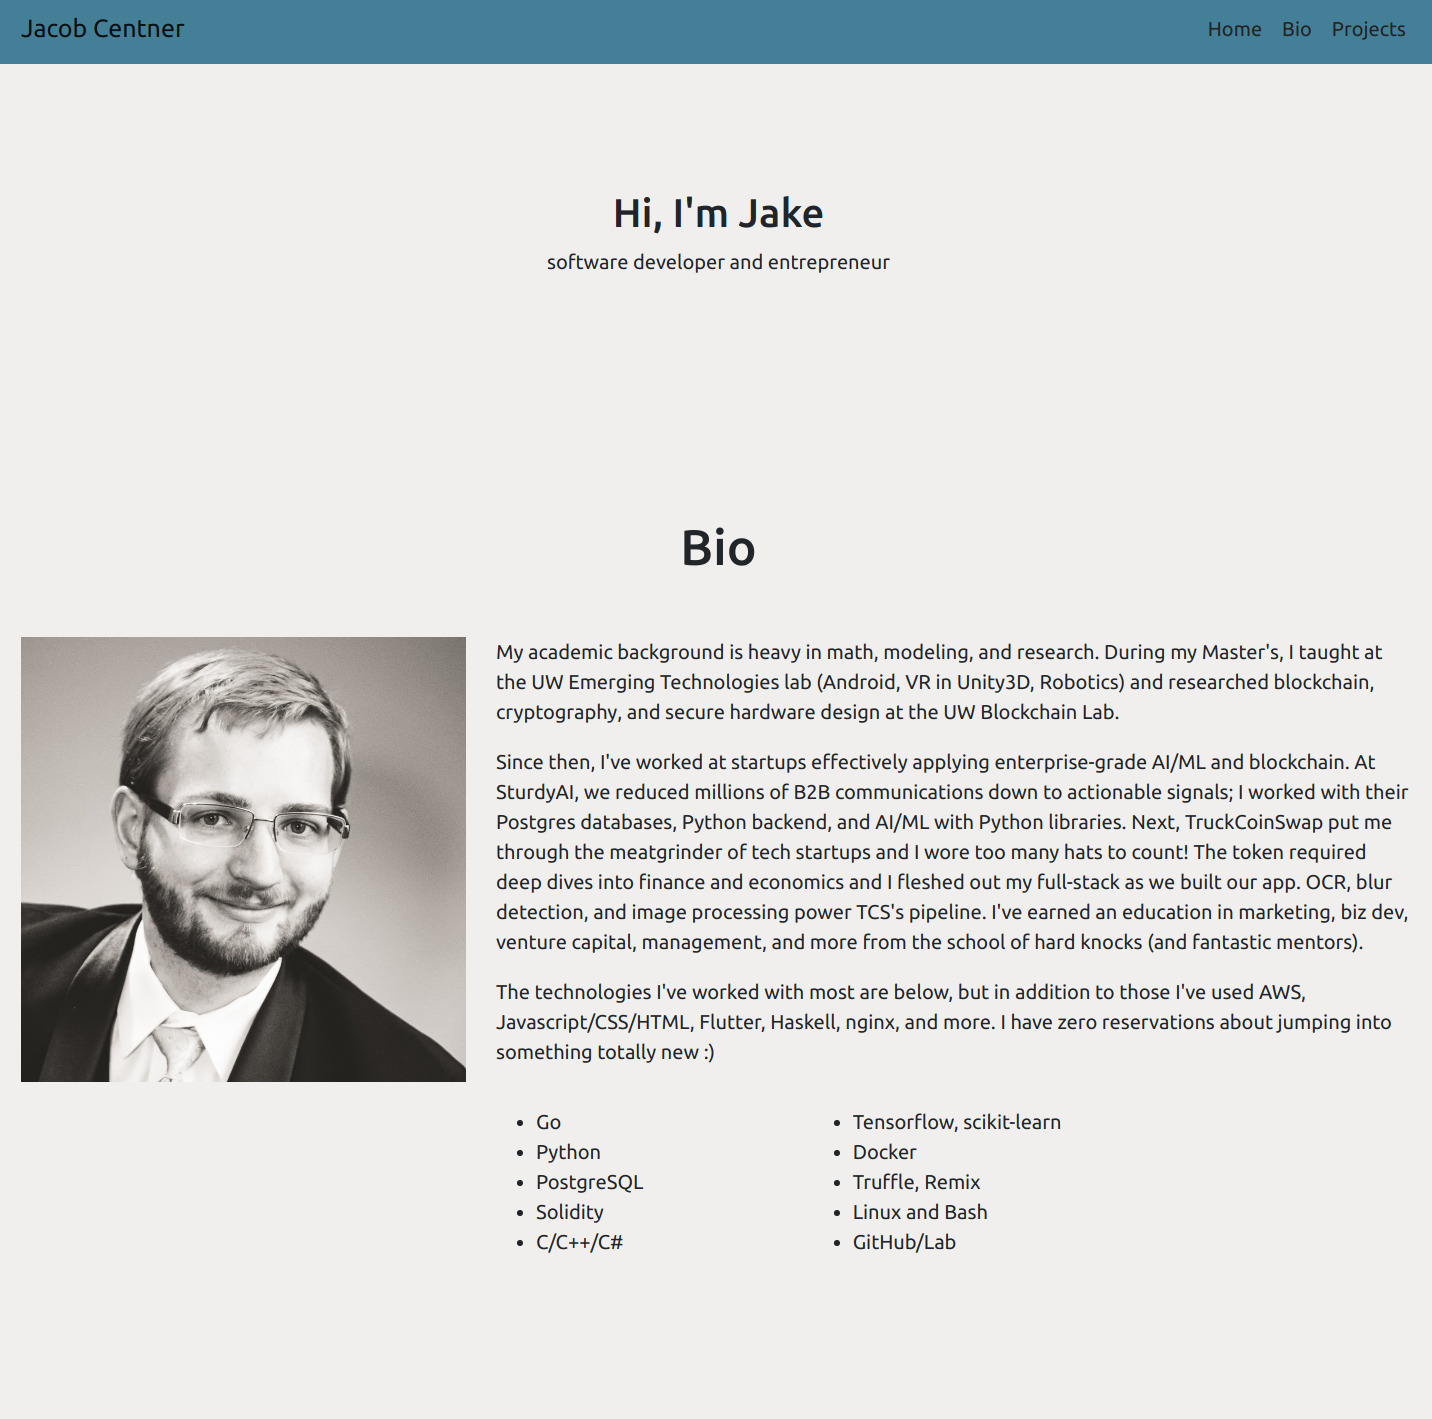 Jacob Centner
Home Bio Projects
Hi, I'm Jake
software developer and entrepreneur
Bio
My academic background is heavy in math, modeling, and research. During my Master's, I taught at
the UW Emerging Technologies lab (Android, VR in Unity3D, Robotics) and researched blockchain,
cryptography, and secure hardware design at the UW Blockchain Lab.
Since then, I've worked at startups effectively applying enterprise-grade AI/ML and blockchain. At
SturdyAI, we reduced millions of B2B communications down to actionable signals; I worked with their
Postgres databases, Python backend, and AI/ML with Python libraries. Next, TruckCoinSwap put me
through the meatgrinder of tech startups and I wore too many hats to count! The token required
deep dives into finance and economics and I fleshed out my full-stack as we built our app. OCR, blur
detection, and image processing power TCS's pipeline. I've earned an education in marketing, biz dev,
venture capital, management, and more from the school of hard knocks (and fantastic mentors).
The technologies I've worked with most are below, but in addition to those I've used AWS,
Javascript/CSS/HTML, Flutter, Haskell, nginx, and more. I have zero reservations about jumping into
something totally new :)
• Go
• Python
• PostgreSQL
• Solidity
• C/C++/C#
• Tensorflow, scikit-learn
• Docker
• Truffle, Remix
• Linux and Bash
• GitHub/Lab